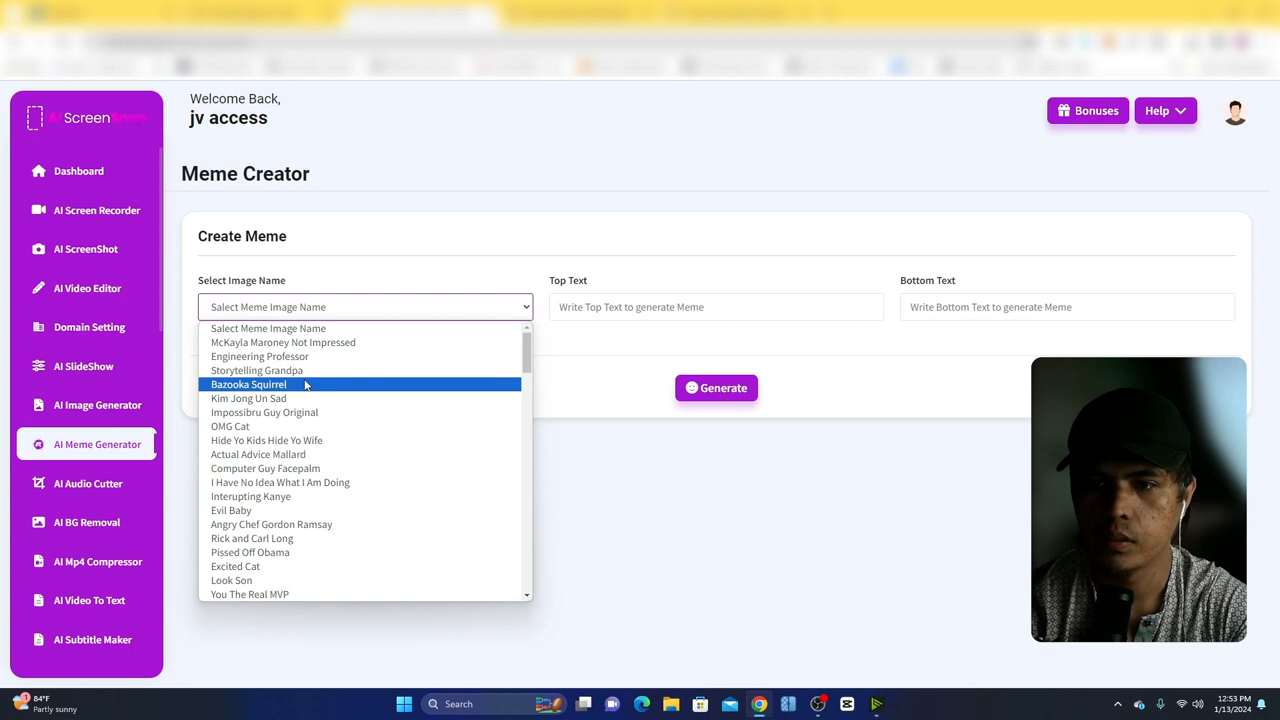 Welcome Back,
jv access
Bonuses
Help
AI ScreenSnap
Dashboard
AI Screen Recorder
AI ScreenShot
AI Video Editor
Domain Setting
AI SlideShow
AI Image Generator
AI Meme Generator
AI Audio Cutter
AI BG Removal
AI Mp4 Compressor
AI Video To Text
AI Subtitle Maker
Meme Creator
Create Meme
Select Image Name
Top Text
Bottom Text
Salect Meme Image Name
Write Top Text to generate Meme
Write Bottom Text to generate Meme
Salect Meme Image Name
McKayla Maroney Not Impressed
Engineering Professor
Storytelling Grandpa
Bazooka Squirrel
Kim Jong Un Sad
Impossibru Guy Original
OMG Cat
Hide Yo Kids Hide Yo Wife
Actual Advice Mallard
Computer Guy Facepalm
I Have No Idea What I Am Doing
Interupting Kanye
Evil Baby
Angry Chef Gordon Ramsay
Rick and Carl Long
Pissed Off Obama
Excited Cat
Look Son
You The Real MVP
Generate
1
84°F
Partly sunny
Search
12:53 PM
1/13/2024